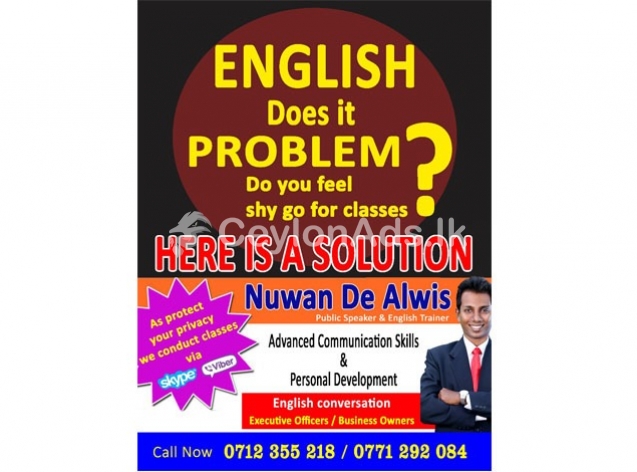 ENGLISH
Does it
PROBLEM?
Do you feel
shy go for classes
CeylonAds.lk
HERE IS A SOLUTION
Nuwan De Alwis
Public Speaker & English Trainer
As protect
your privacy
we conduct classes
via
skype Viber
Advanced Communication Skills
&
Personal Development
English conversation
Executive Officers / Business Owners
Call Now 0712 355 218 / 0771 292 084